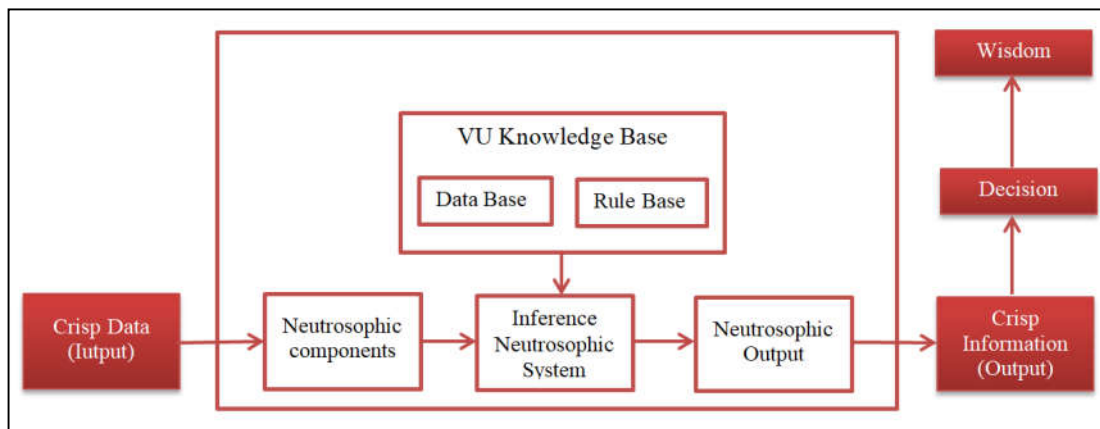 Wisdom
VU Knowledge Base
Data Base
Rule Base
Decision
Crisp Data
(Iutput)
Neutrosophic
components
Inference
Neutrosophic
System
Neutrosophic
Output
Crisp
Information
(Output)